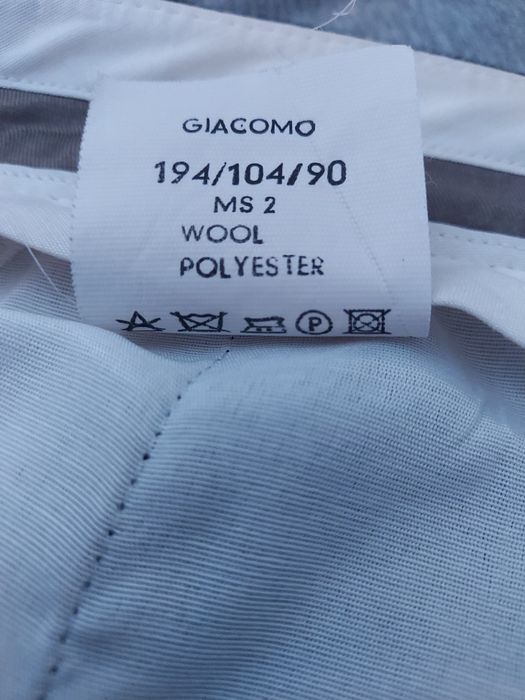 GIACOMO
194/104/90
MS 2
WOOL
POLYESTER
P